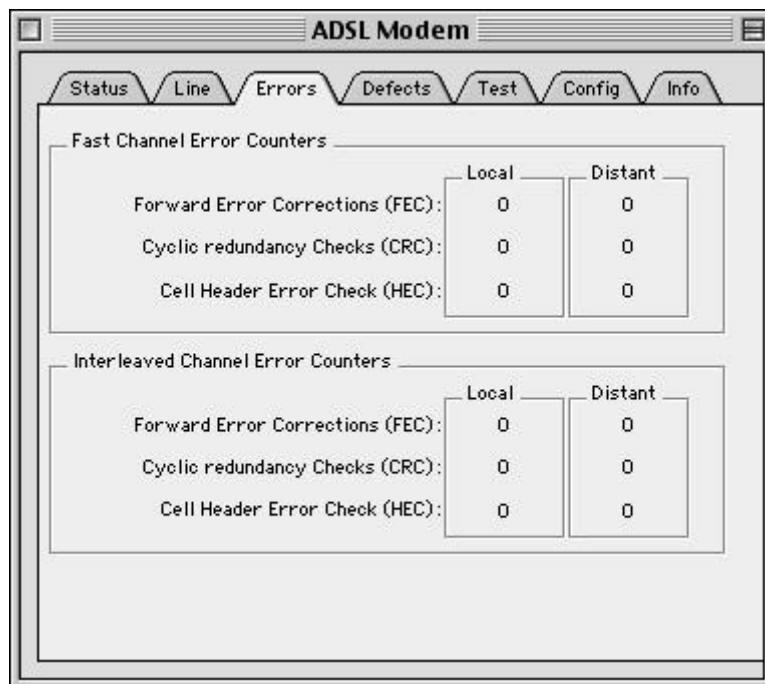 ADSL Modem
Status Line Errors Defects Test Config Info
Fast Channel Error Counters
Local Distant
Forward Error Corrections (FEC): 0 0
Cyclic redundancy Checks (CRC): 0 0
Cell Header Error Check (HEC): 0 0
Interleaved Channel Error Counters
Local Distant
Forward Error Corrections (FEC): 0 0
Cyclic redundancy Checks (CRC): 0 0
Cell Header Error Check (HEC): 0 0